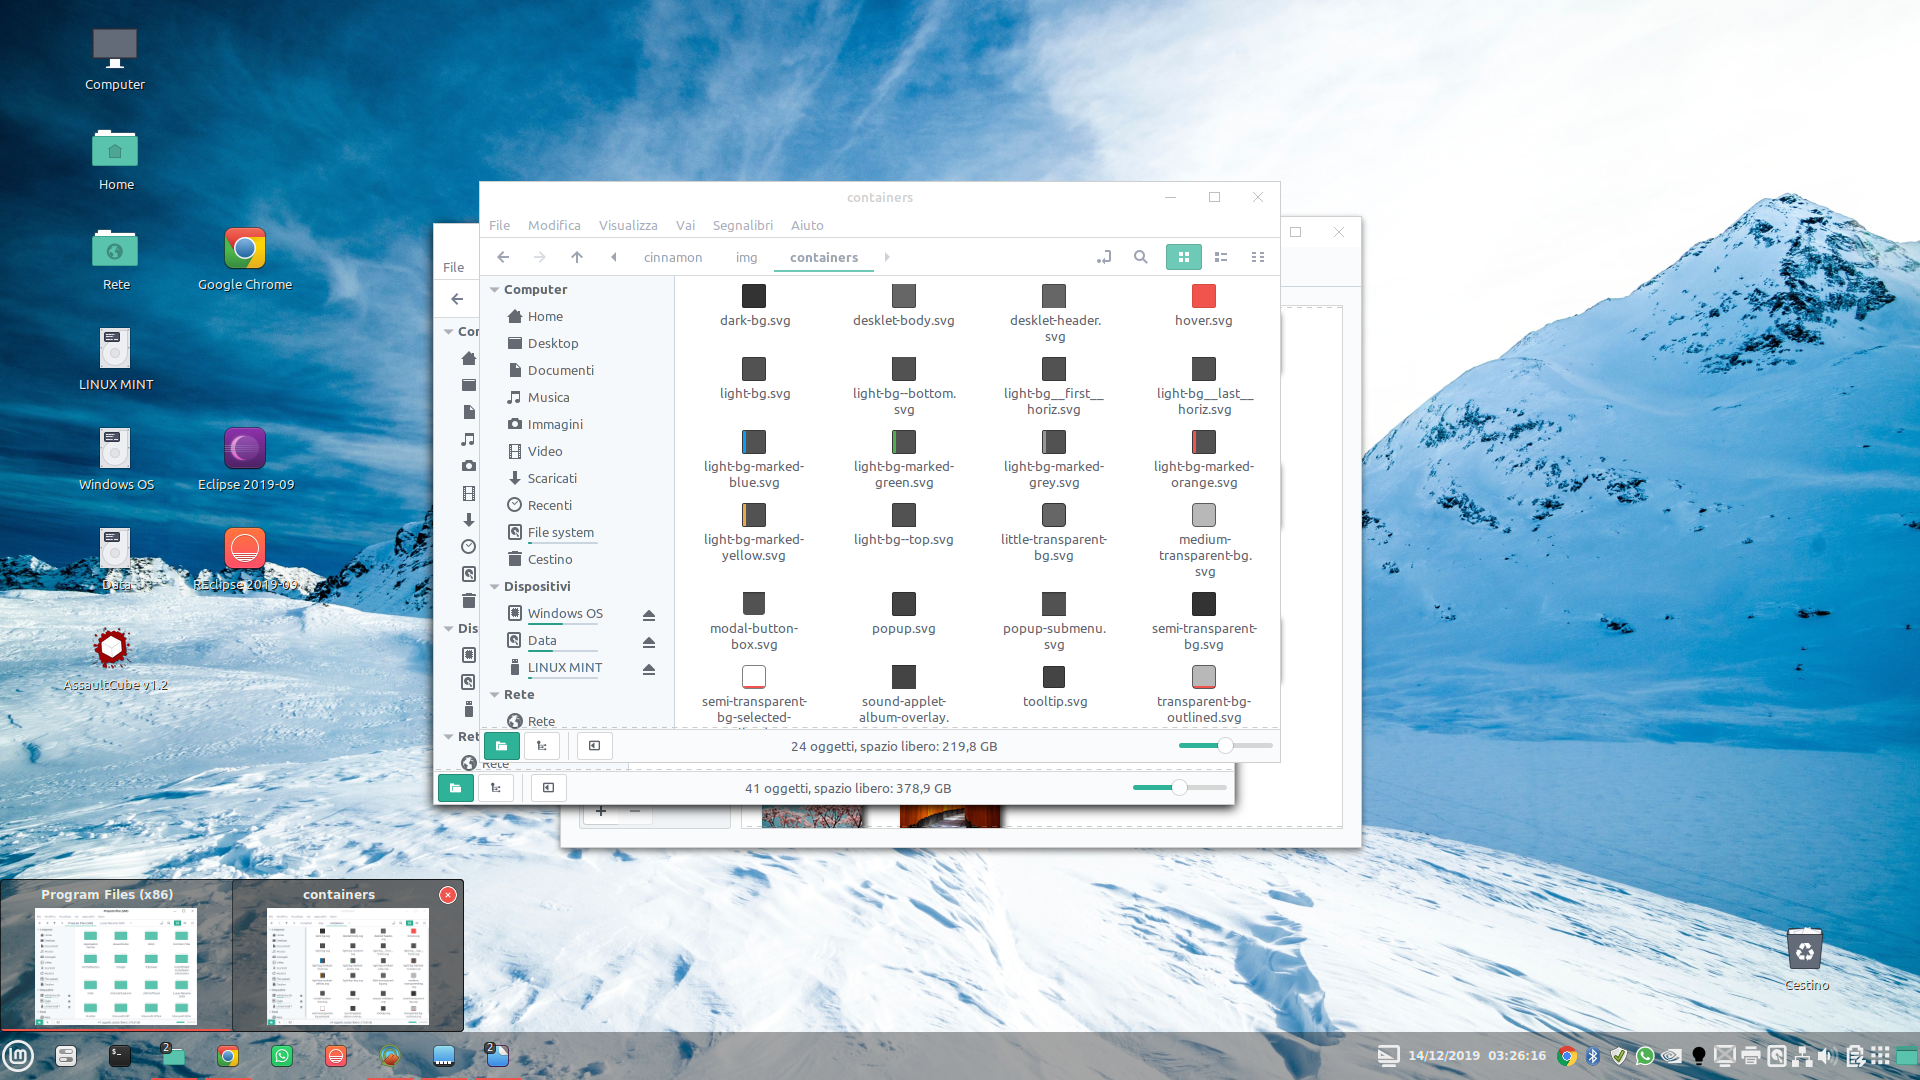 Computer
Home
Rete
Google Chrome
LINUX MINT
Windows OS
Eclipse 2019-09
Data
REclipse 2019-09
AssaultCube v1.2
Cestino
containers
File
Modifica
Visualizza
Vai
Segnalibri
Aiuto
cinnamon
img
containers
Computer
Home
Desktop
Documenti
Musica
Immagini
Video
Scaricati
Recenti
File system
Cestino
Dispositivi
Windows OS
Data
LINUX MINT
Rete
Rete
dark-bg.svg
desklet-body.svg
desklet-header.
svg
hover.svg
light-bg.svg
light-bg--bottom.
svg
light-bg__first__
horiz.svg
light-bg__last__
horiz.svg
light-bg-marked-
blue.svg
light-bg-marked-
green.svg
light-bg-marked-
grey.svg
light-bg-marked-
orange.svg
light-bg-marked-
yellow.svg
light-bg--top.svg
little-transparent-
bg.svg
medium-
transparent-bg.
svg
modal-button-
box.svg
popup.svg
popup-submenu.
svg
semi-transparent-
bg.svg
semi-transparent-
bg-selected-
sound-applet-
album-overlay.
tooltip.svg
transparent-bg-
outlined.svg
24 oggetti, spazio libero: 219,8 GB
File
Con
Dis
Ret
Rete
41 oggetti, spazio libero: 378,9 GB
Program Files (x86)
containers
2
2
14/12/2019 03:26:16